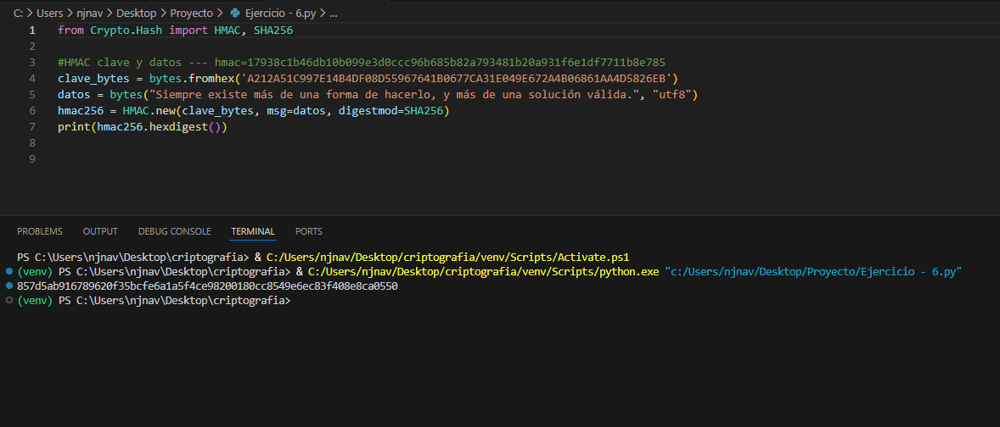 C: > Users > njnav > Desktop > Proyecto > Ejercicio - 6.py > ...
1 from Crypto.Hash import HMAC, SHA256
2
3 #HMAC clave y datos --- hmac=17938c1b46db10b099e3d0ccc96b685b82a793481b20a931f6e1df7711b8e785
4 clave_bytes = bytes.fromhex('A212A51C997E14B4DF08D55967641B0677CA31E049E672A4B06861AA4D5826EB')
5 datos = bytes("Siempre existe más de una forma de hacerlo, y más de una solución válida.", "utf8")
6 hmac256 = HMAC.new(clave_bytes, msg=datos, digestmod=SHA256)
7 print(hmac256.hexdigest())
8
9
PROBLEMS OUTPUT DEBUG CONSOLE TERMINAL PORTS
PS C:\Users\njnav\Desktop\criptografia> & C:/Users/njnav/Desktop/criptografia/venv/Scripts/Activate.ps1
(venv) PS C:\Users\njnav\Desktop\criptografia> & C:/Users/njnav/Desktop/criptografia/venv/Scripts/python.exe "c:/Users/njnav/Desktop/Proyecto/Ejercicio - 6.py"
857d5ab916789620f35bcfe6a1a5f4ce98200180cc8549e6ec83f408e8ca0550
(venv) PS C:\Users\njnav\Desktop\criptografia>